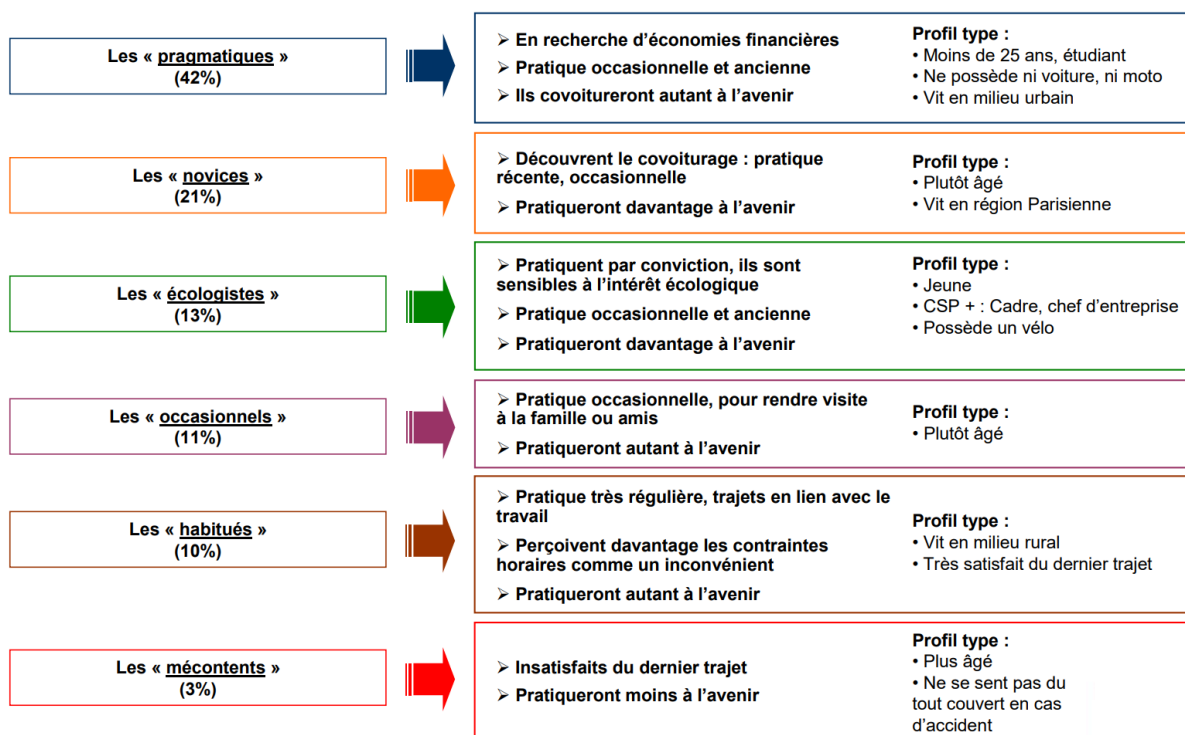 Les « pragmatiques »
(42%)
➢ En recherche d'économies financières
➢ Pratique occasionnelle et ancienne
➢ Ils covoitureront autant à l'avenir
Profil type :
• Moins de 25 ans, étudiant
• Ne possède ni voiture, ni moto
• Vit en milieu urbain
Les « novices »
(21%)
➢ Découvrent le covoiturage : pratique
récente, occasionnelle
➢ Pratiqueront davantage à l'avenir
Profil type :
• Plutôt âgé
• Vit en région Parisienne
Les « écologistes »
(13%)
➢ Pratiquent par conviction, ils sont
sensibles à l'intérêt écologique
➢ Pratique occasionnelle et ancienne
➢ Pratiqueront davantage à l'avenir
Profil type :
• Jeune
• CSP + : Cadre, chef d'entreprise
• Possède un vélo
Les « occasionnels »
(11%)
➢ Pratique occasionnelle, pour rendre visite
à la famille ou amis
➢ Pratiqueront autant à l'avenir
Profil type :
• Plutôt âgé
Les « habitués »
(10%)
➢ Pratique très régulière, trajets en lien avec le
travail
➢ Perçoivent davantage les contraintes
horaires comme un inconvénient
➢ Pratiqueront autant à l'avenir
Profil type :
• Vit en milieu rural
• Très satisfait du dernier trajet
Les « mécontents »
(3%)
➢ Insatisfaits du dernier trajet
➢ Pratiqueront moins à l'avenir
Profil type :
• Plus âgé
• Ne se sent pas du
tout couvert en cas
d'accident